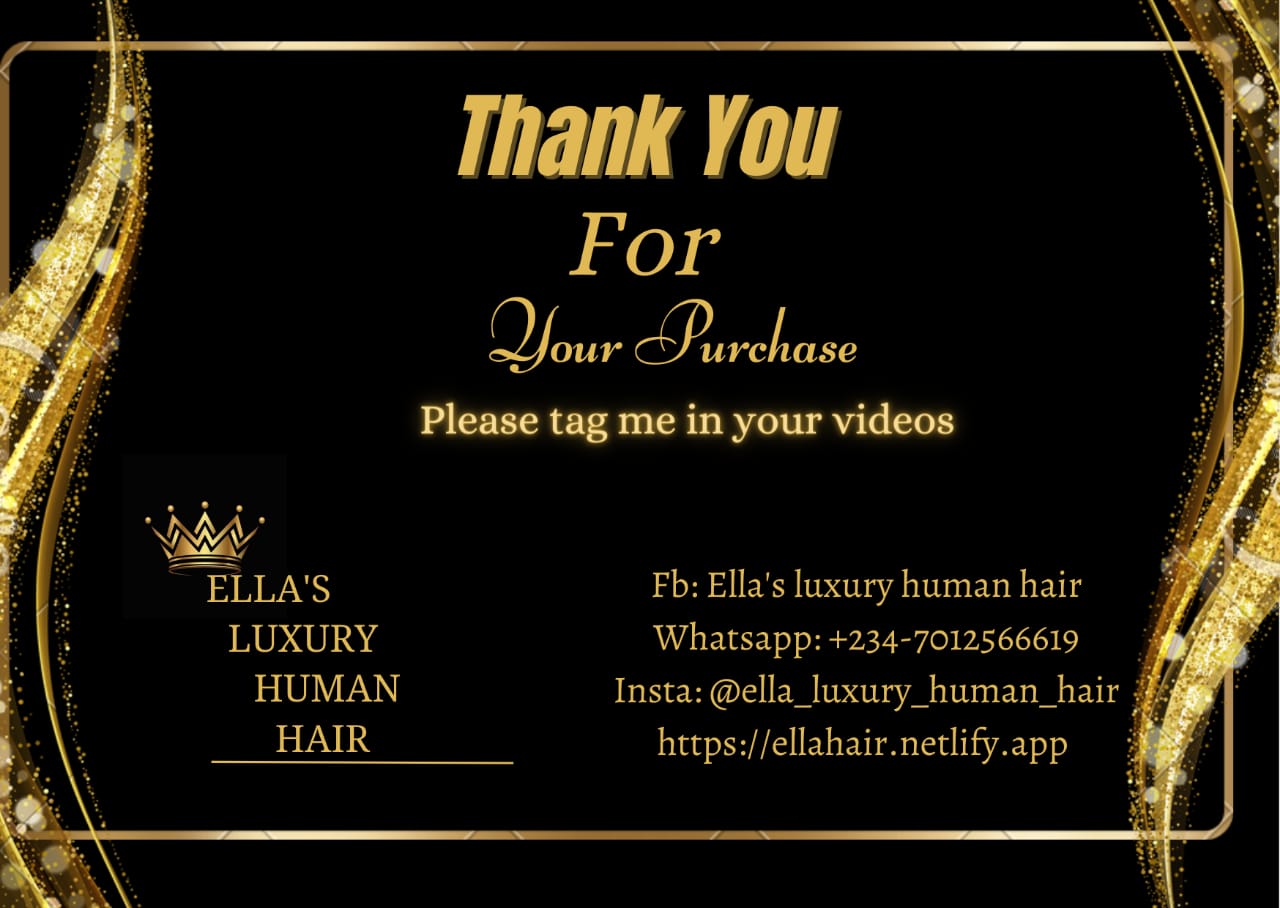 Thank You
For
Your Purchase
Please tag me in your videos
ELLA'S
LUXURY
HUMAN
HAIR
Fb: Ella's luxury human hair
Whatsapp: +234-7012566619
Insta: @ella_luxury_human_hair
https://ellahair.netlify.app